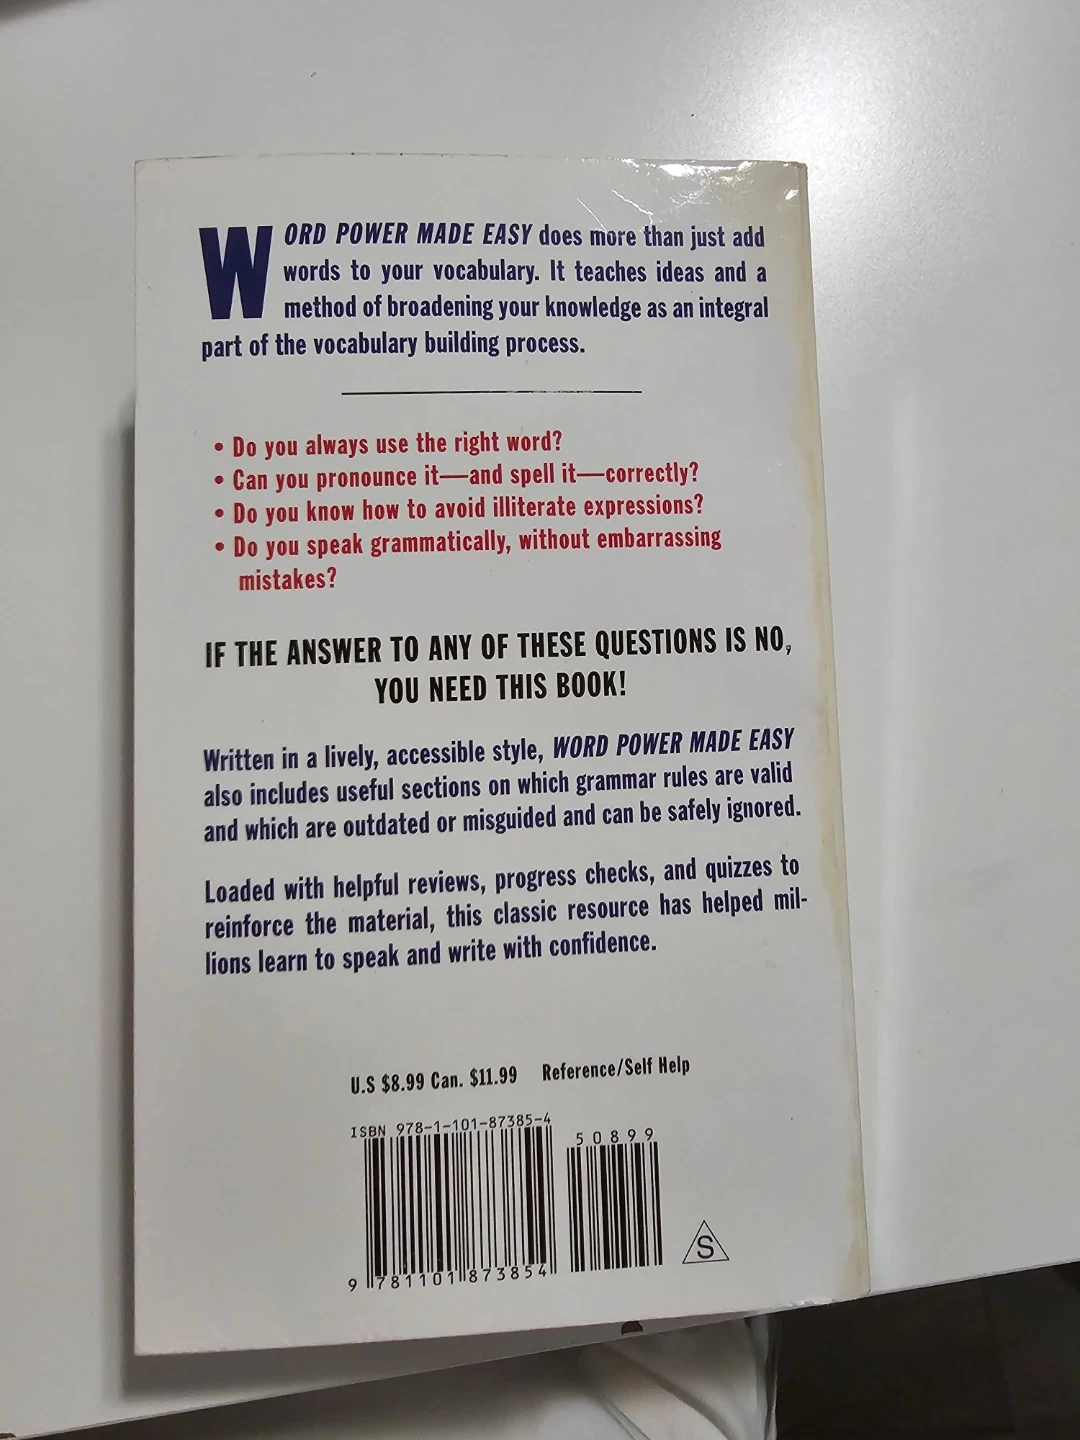 WORD POWER MADE EASY does more than just add
words to your vocabulary. It teaches ideas and a
method of broadening your knowledge as an integral
part of the vocabulary building process.
• Do you always use the right word?
• Can you pronounce it—and spell it—correctly?
• Do you know how to avoid illiterate expressions?
• Do you speak grammatically, without embarrassing
mistakes?
IF THE ANSWER TO ANY OF THESE QUESTIONS IS NO,
YOU NEED THIS BOOK!
Written in a lively, accessible style, WORD POWER MADE EASY
also includes useful sections on which grammar rules are valid
and which are outdated or misguided and can be safely ignored.
Loaded with helpful reviews, progress checks, and quizzes to
reinforce the material, this classic resource has helped mil-
lions learn to speak and write with confidence.
U.S $8.99 Can. $11.99 Reference/Self Help
ISBN 978-1-101-87385-4
50899
9 781101 873854
S